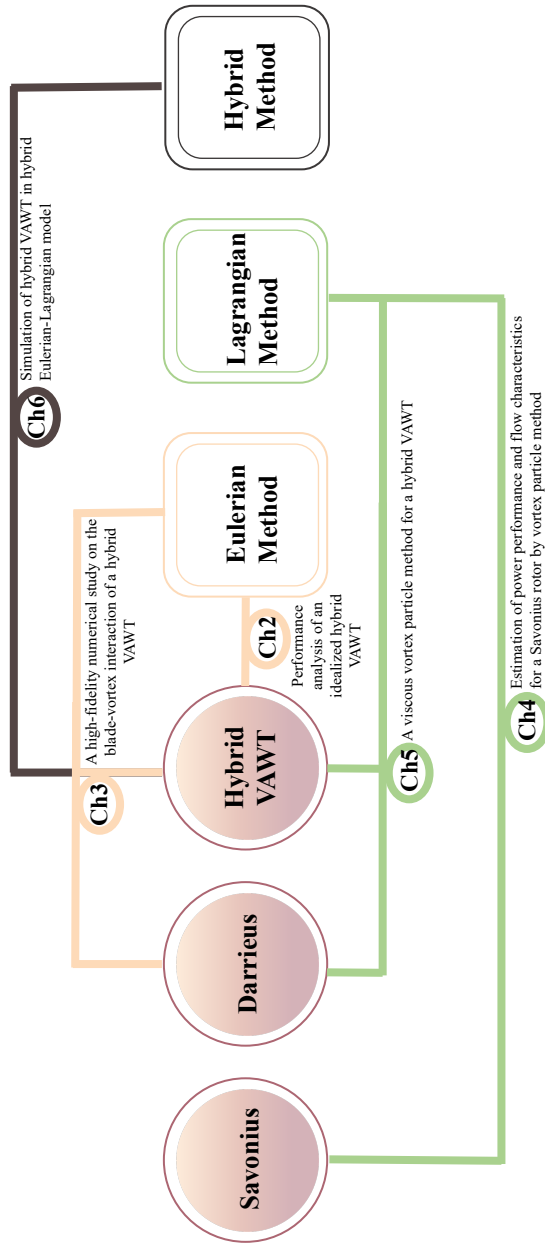 Ch6
Simulation of hybrid VAWT in hybrid
Eulerian-Lagrangian model
Ch3
A high-fidelity numerical study on the
blade-vortex interaction of a hybrid
VAWT
Savonius
Darrieus
Hybrid
VAWT
Ch2
Performance
analysis of an
idealized hybrid
VAWT
Eulerian
Method
Lagrangian
Method
Hybrid
Method
Ch5
A viscous vortex particle method for a hybrid VAWT
Ch4
Estimation of power performance and flow characteristics
for a Savonius rotor by vortex particle method